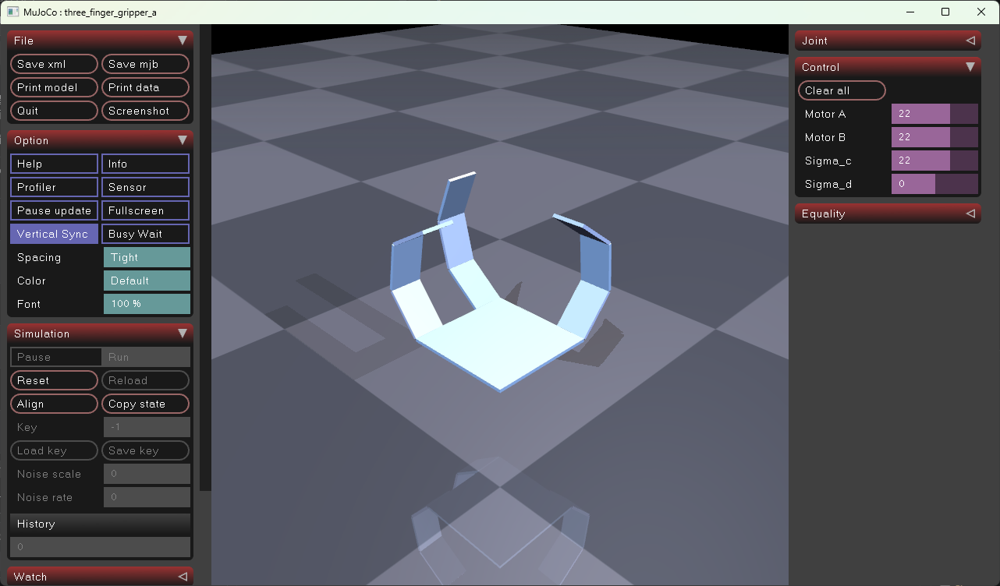 MuJoCo : three_finger_gripper_a
File
Save xml Save mjb
Print model Print data
Quit Screenshot
Option
Help Info
Profiler Sensor
Pause update Fullscreen
Vertical Sync Busy Wait
Spacing Tight
Color Default
Font 100 %
Simulation
Pause Run
Reset Reload
Align Copy state
Key -1
Load key Save key
Noise scale 0
Noise rate 0
History
0
Watch
Joint
Control
Clear all
Motor A 22
Motor B 22
Sigma_c 22
Sigma_d 0
Equality